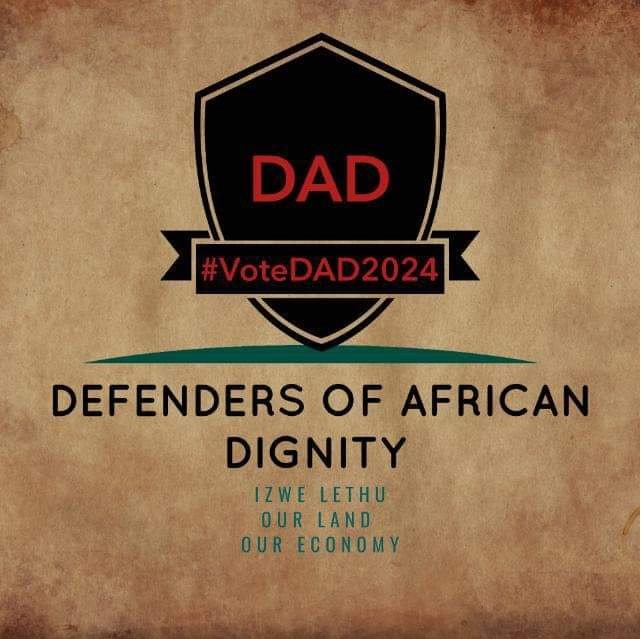 DAD
#VoteDAD2024
DEFENDERS OF AFRICAN
DIGNITY
IZWE LETHU
OUR LAND
OUR ECONOMY